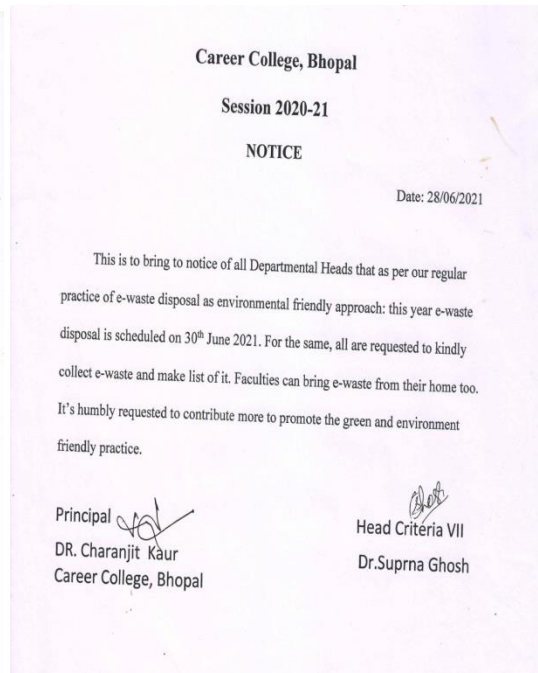 Career College, Bhopal
Session 2020-21
NOTICE
Date: 28/06/2021
This is to bring to notice of all Departmental Heads that as per our regular
practice of e-waste disposal as environmental friendly approach: this year e-waste
disposal is scheduled on 30th June 2021. For the same, all are requested to kindly
collect e-waste and make list of it. Faculties can bring e-waste from their home too.
It's humbly requested to contribute more to promote the green and environment
friendly practice.
Principal
DR. Charanjit Kaur
Career College, Bhopal
Ghosh
Head Criteria VII
Dr.Suprna Ghosh